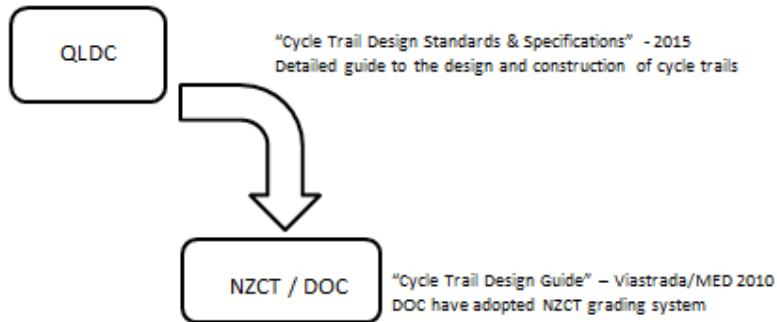 QLDC
“Cycle Trail Design Standards & Specifications” - 2015
Detailed guide to the design and construction of cycle trails
NZCT / DOC
“Cycle Trail Design Guide” – Viastrada/MED 2010
DOC have adopted NZCT grading system